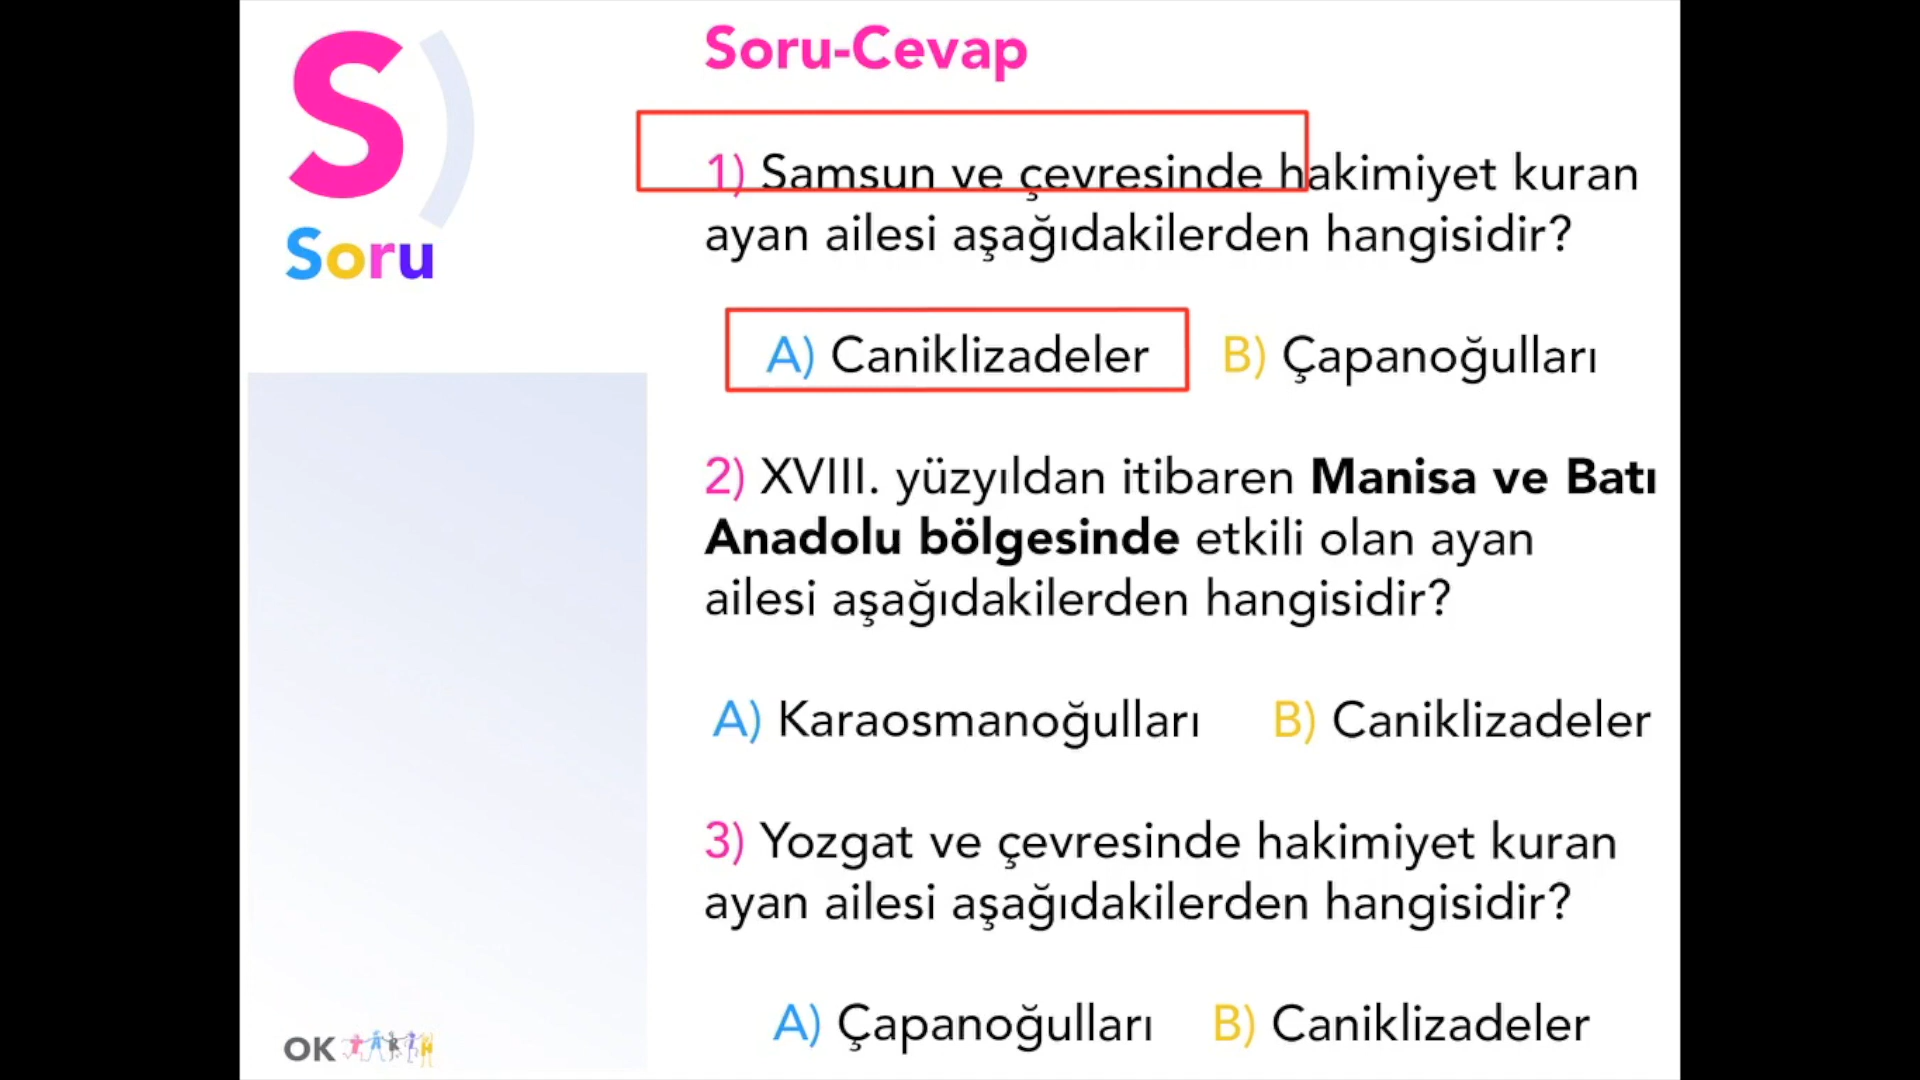 S)
Soru
Soru-Cevap
1) Samsun ve çevresinde hakimiyet kuran
ayan ailesi aşağıdakilerden hangisidir?
A) Caniklizadeler B) Çapanoğulları
2) XVIII. yüzyıldan itibaren Manisa ve Batı
Anadolu bölgesinde etkili olan ayan
ailesi aşağıdakilerden hangisidir?
A) Karaosmanoğulları B) Caniklizadeler
3) Yozgat ve çevresinde hakimiyet kuran
ayan ailesi aşağıdakilerden hangisidir?
A) Çapanoğulları B) Caniklizadeler
OK TARİH